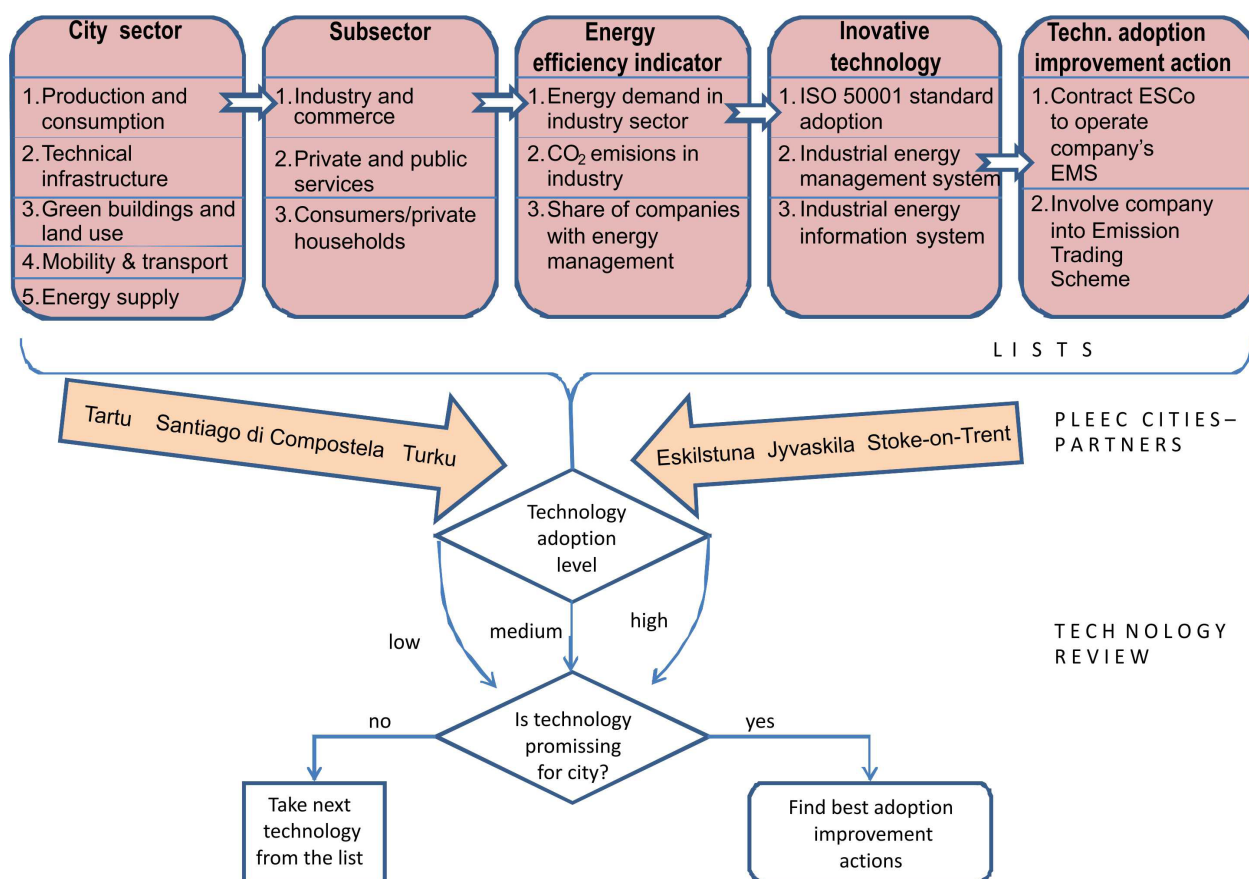 City sector
1. Production and
consumption
2. Technical
infrastructure
3. Green buildings and
land use
4. Mobility & transport
5. Energy supply
Subsector
1. Industry and
commerce
2. Private and public
services
3. Consumers/private
households
Energy
efficiency indicator
1. Energy demand in
industry sector
2. CO₂ emisions in
industry
3. Share of companies
with energy
management
Inovative
technology
1. ISO 50001 standard
adoption
2. Industrial energy
management system
3. Industrial energy
information system
Techn. adoption
improvement action
1. Contract ESCo
to operate
company's
EMS
2. Involve company
into Emission
Trading
Scheme
LISTS
Tartu Santiago di Compostela Turku
Eskilstuna Jyvaskila Stoke-on-Trent
PLEEC CITIES–
PARTNERS
Technology
adoption
level
low
medium
high
TECHNOLOGY
REVIEW
Is technology
promissing
for city?
no
yes
Take next
technology
from the list
Find best adoption
improvement
actions